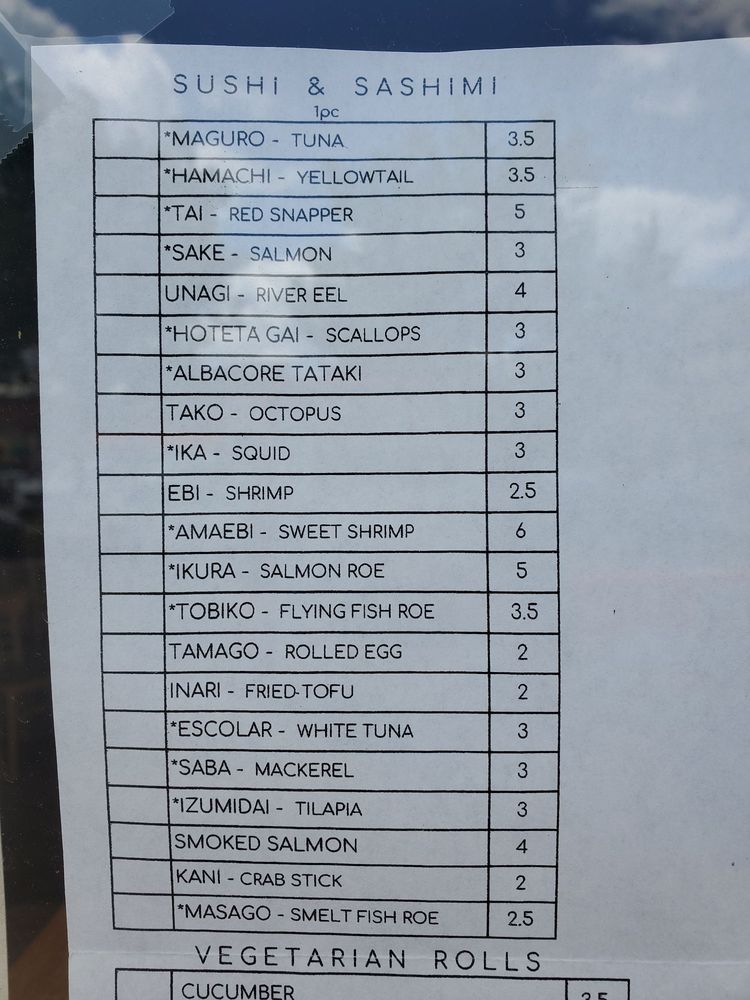 SUSHI & SASHIMI
1pc
*MAGURO - TUNA 3.5
*HAMACHI - YELLOWTAIL 3.5
*TAI - RED SNAPPER 5
*SAKE - SALMON 3
UNAGI - RIVER EEL 4
*HOTETA GAI - SCALLOPS 3
*ALBACORE TATAKI 3
TAKO - OCTOPUS 3
*IKA - SQUID 3
EBI - SHRIMP 2.5
*AMAEBI - SWEET SHRIMP 6
*IKURA - SALMON ROE 5
*TOBIKO - FLYING FISH ROE 3.5
TAMAGO - ROLLED EGG 2
INARI - FRIED-TOFU 2
*ESCOLAR - WHITE TUNA 3
*SABA - MACKEREL 3
*IZUMIDAI - TILAPIA 3
SMOKED SALMON 4
KANI - CRAB STICK 2
*MASAGO - SMELT FISH ROE 2.5
VEGETARIAN ROLLS
CUCUMBER 3.5